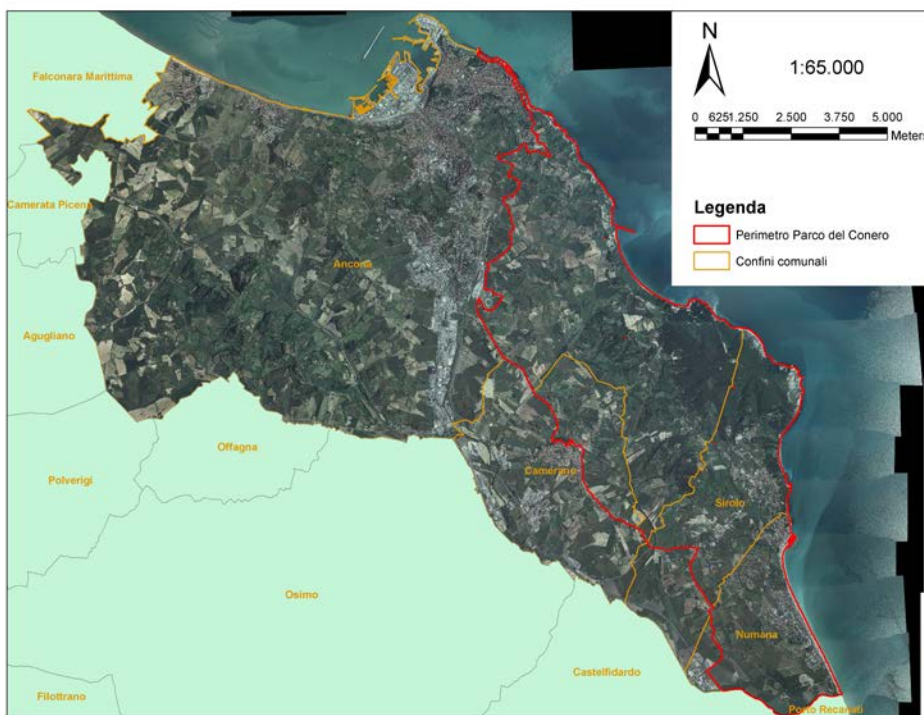 N
1:65.000
0 6251.250 2.500 3.750 5.000
Meters
Legenda
Perimetro Parco del Conero
Confini comunali
Falconara Marittima
Camerata Picena
Ancona
Agugliano
Offagna
Polverigi
Camerano
Sirolo
Osimo
Numana
Castelfidardo
Filottrano
Porto Recanati